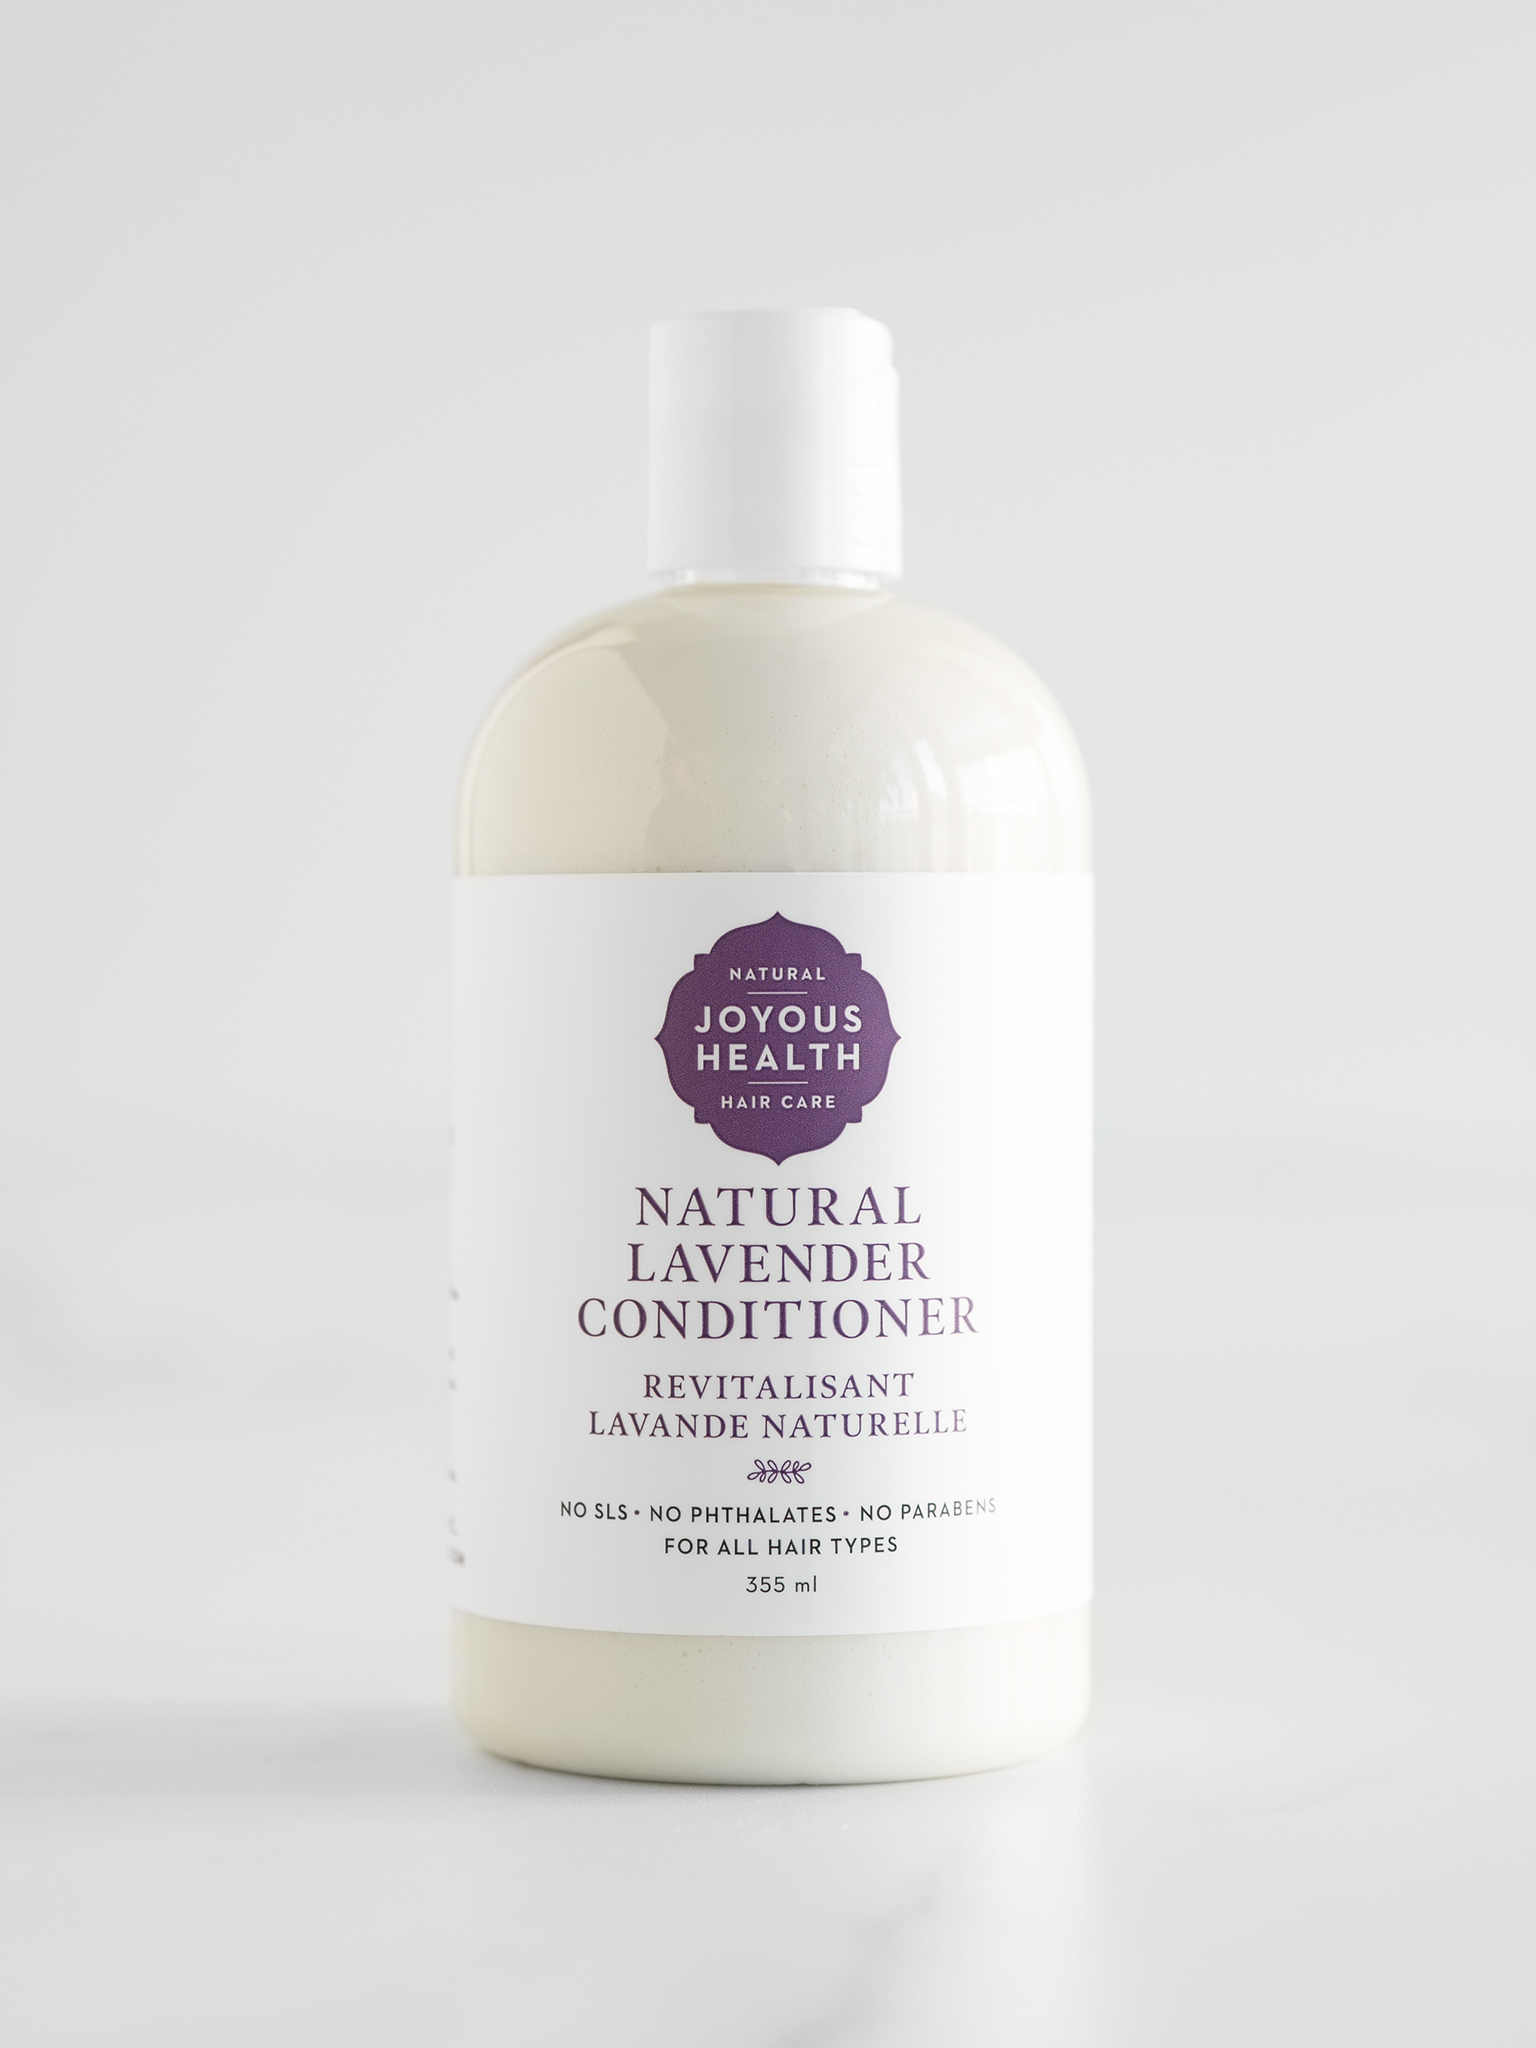 NATURAL
JOYOUS
HEALTH
HAIR CARE
NATURAL
LAVENDER
CONDITIONER
REVITALISANT
LAVANDE NATURELLE
NO SLS • NO PHTHALATES • NO PARABENS
FOR ALL HAIR TYPES
355 ml